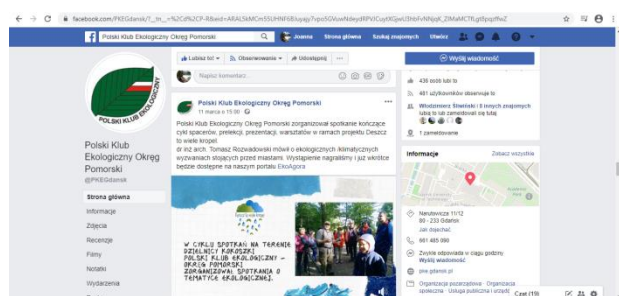 facebook.com/PKEGdansk/
Polski Klub Ekologiczny Okręg Pomorski
Joanna
Strona główna
Szukaj znajomych
Utwórz
Lubisz to!
Obserwowanie
Udostępnij
Wyślij wiadomość
Napisz komentarz...
POLSKI KLUB EKOLOGICZNY
Polski Klub
Ekologiczny Okręg
Pomorski
@PKEGdansk
Strona główna
Informacje
Zdjęcia
Recenzje
Filmy
Notatki
Wydarzenia
Polski Klub Ekologiczny Okręg Pomorski
11 marca o 15:00
Polski Klub Ekologiczny Okręg Pomorski zorganizował spotkanie kończące
cykl spacerów, prelekcji, prezentacji, warsztatów w ramach projektu Deszcz
to wiele kropel.
dr inż arch. Tomasz Rozwadowski mówił o ekologicznych i klimatycznych
wyzwaniach stojących przed miastami. Wystąpienie nagraliśmy i już wkrótce
będzie dostępne na naszym portalu EkoAgora
W CYKLU SPOTKAŃ NA TERENIE
DZIELNICY KOKOSZKI
POLSKI KLUB EKOLOGICZNY –
OKRĘG POMORSKI
ZORGANIZOWAŁ SPOTKANIA O
TEMATYCE EKOLOGICZNEJ.
436 osób lubi to
481 użytkowników obserwuje to
Włodzimierz Śliwiński i 8 innych znajomych
lubią to lub zameldowali się tutaj
1 zameldowanie
Informacje
Zobacz wszystkie
Narutowicza 11/12
80 - 233 Gdańsk
Jak dojechać
Zwykle odpowiada w ciągu godziny
Wyślij wiadomość
pke.gdansk.pl
Organizacja pozarządowa · Organizacja
społeczna · Usługa publiczna i urząd
Czat (19)